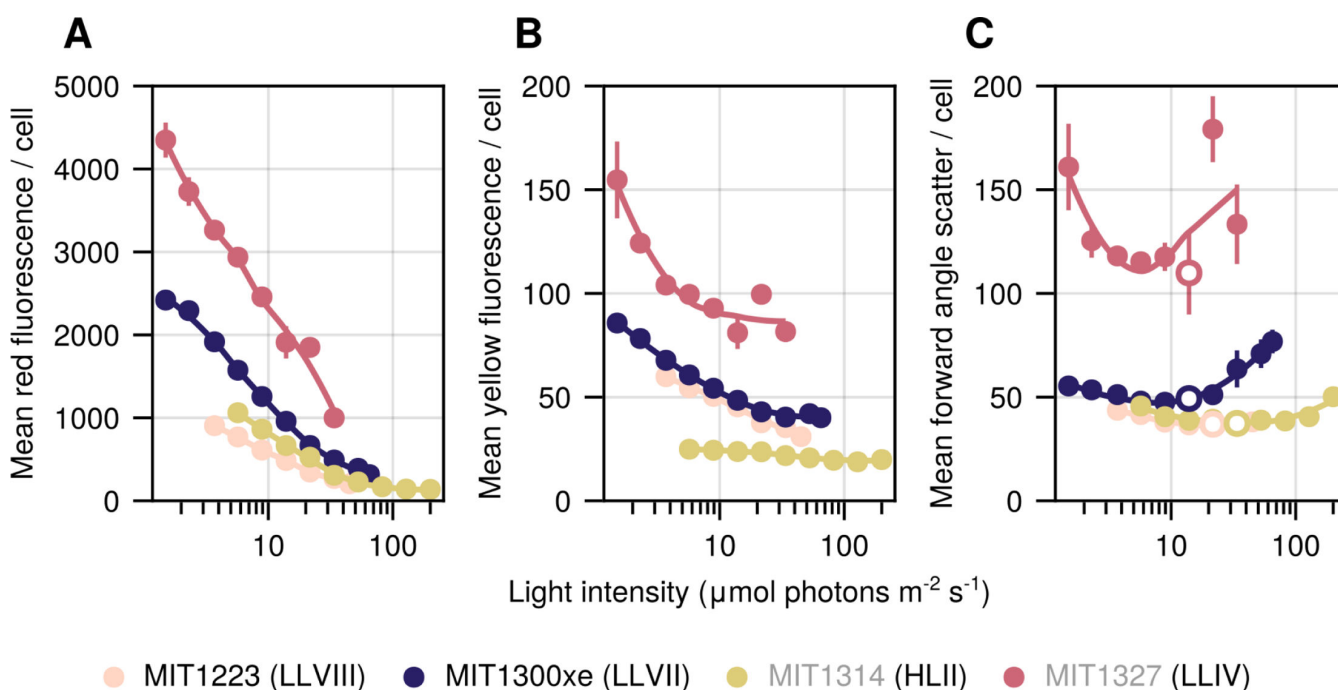 A
B
C
Mean red fluorescence / cell
5000
4000
3000
2000
1000
0
10
100
Mean yellow fluorescence / cell
200
150
100
50
0
10
100
Mean forward angle scatter / cell
200
150
100
50
0
10
100
Light intensity (µmol photons m⁻² s⁻¹)
MIT1223 (LLVIII)
MIT1300xe (LLVII)
MIT1314 (HLII)
MIT1327 (LLIV)